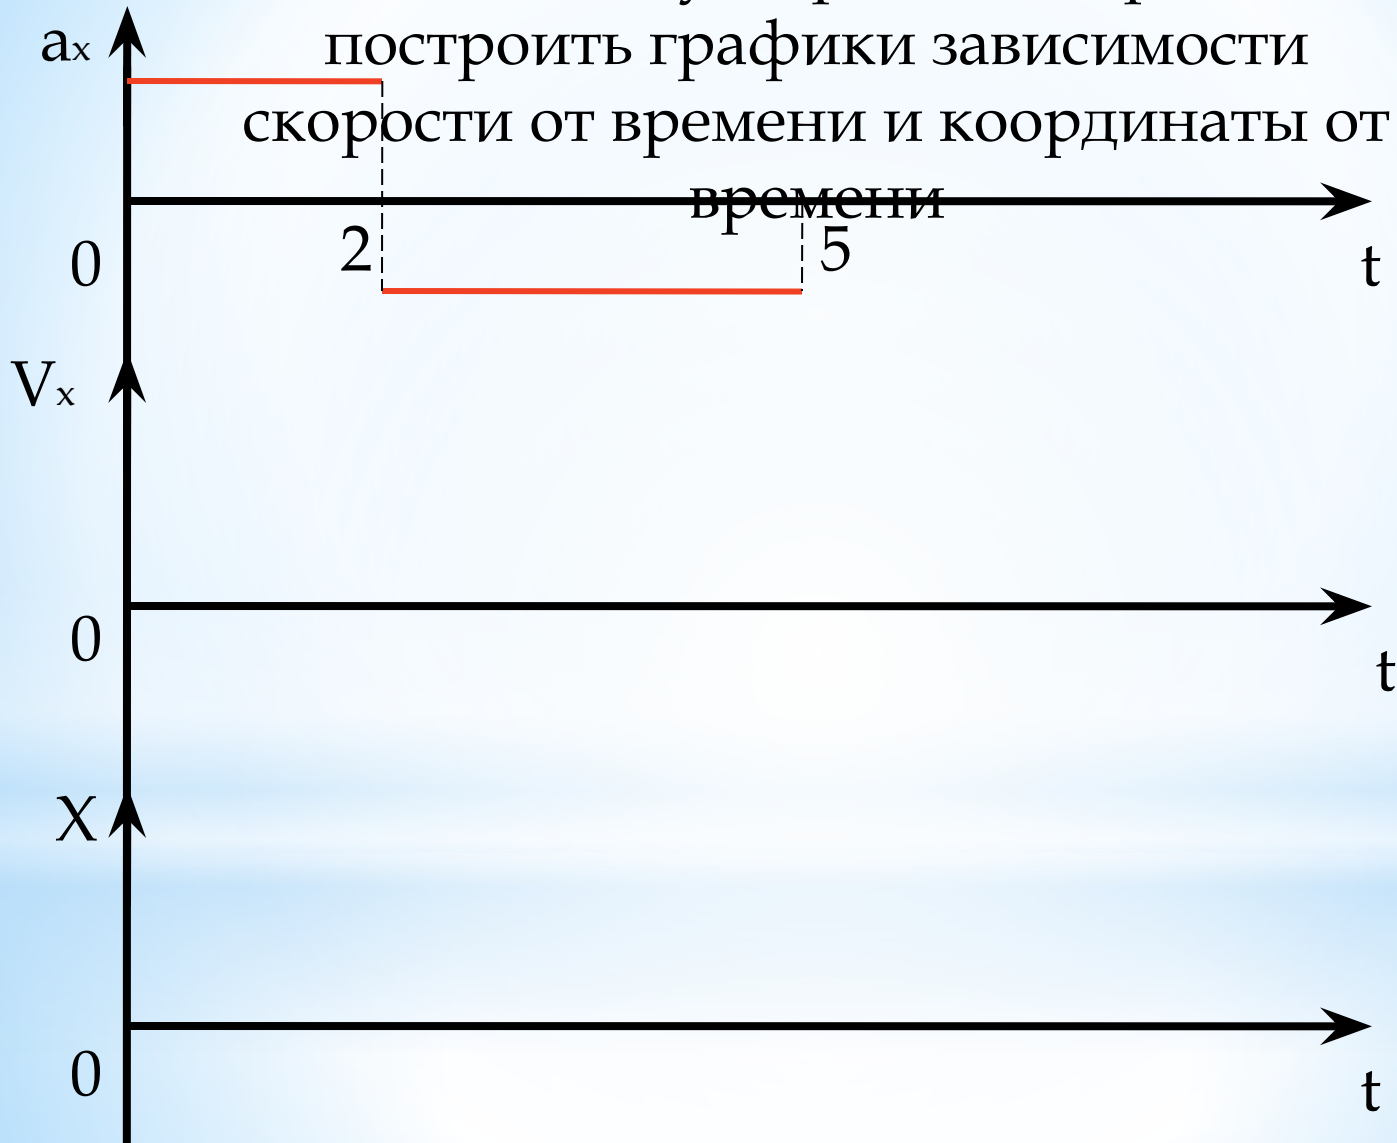 aₓ
построить графики зависимости
скорости от времени и координаты от
времени
2
5
0
t
Vₓ
0
t
X
0
t